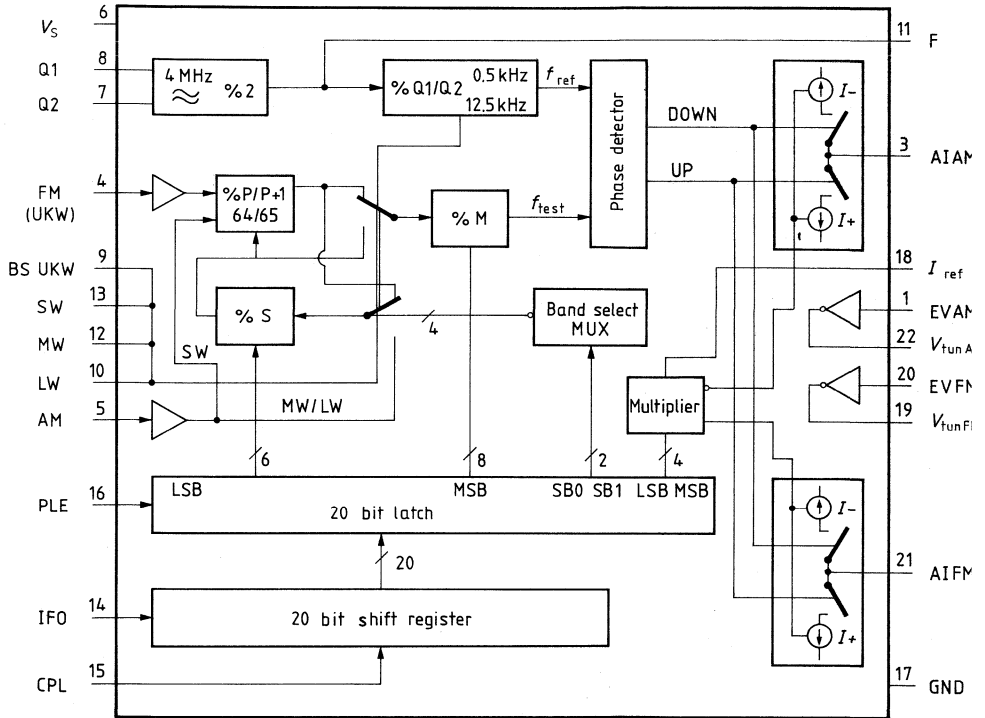 V_S 6
11 F
Q1 8
Q2 7
4 MHz
%2
% Q1/Q2 0.5 kHz
12.5 kHz
f_ref
Phase detector
DOWN
UP
I-
I+
3 AIAM
FM 4
(UKW)
%P/P+1
64/65
% M
f_test
BS UKW 9
SW 13
MW 12
LW 10
AM 5
% S
SW
MW/LW
4
Band select
MUX
18 I_ref
1 EVAM
22 V_tun A
20 EVFM
19 V_tun F
Multiplier
6
8
2
4
PLE 16
LSB MSB SB0 SB1 LSB MSB
20 bit latch
20
IFO 14
20 bit shift register
CPL 15
I-
I+
21 AIFM
17 GND